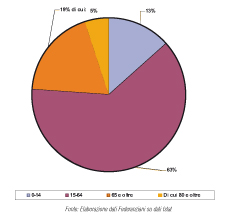 19% di cui
5%
13%
63%
0-14
15-64
65 e oltre
Di cui 80 e oltre
Fonte: Elaborazione dati Federanziani su dati Istat